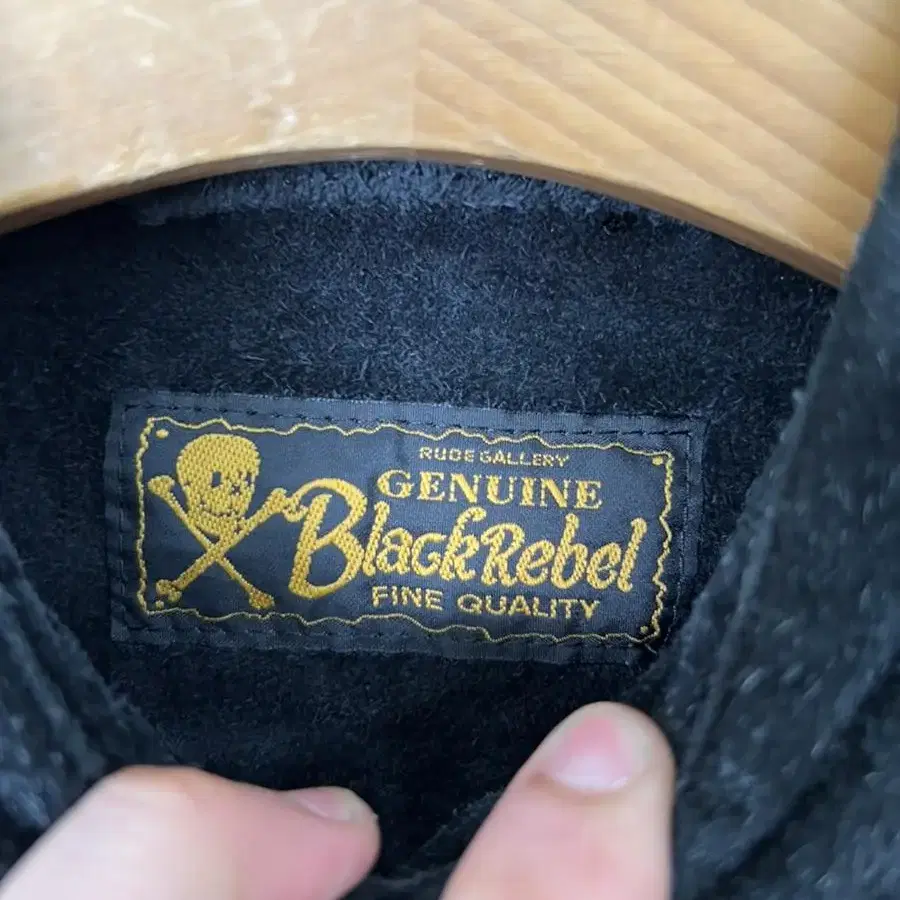 RUDE GALLERY
GENUINE
BlackRebel
FINE QUALITY